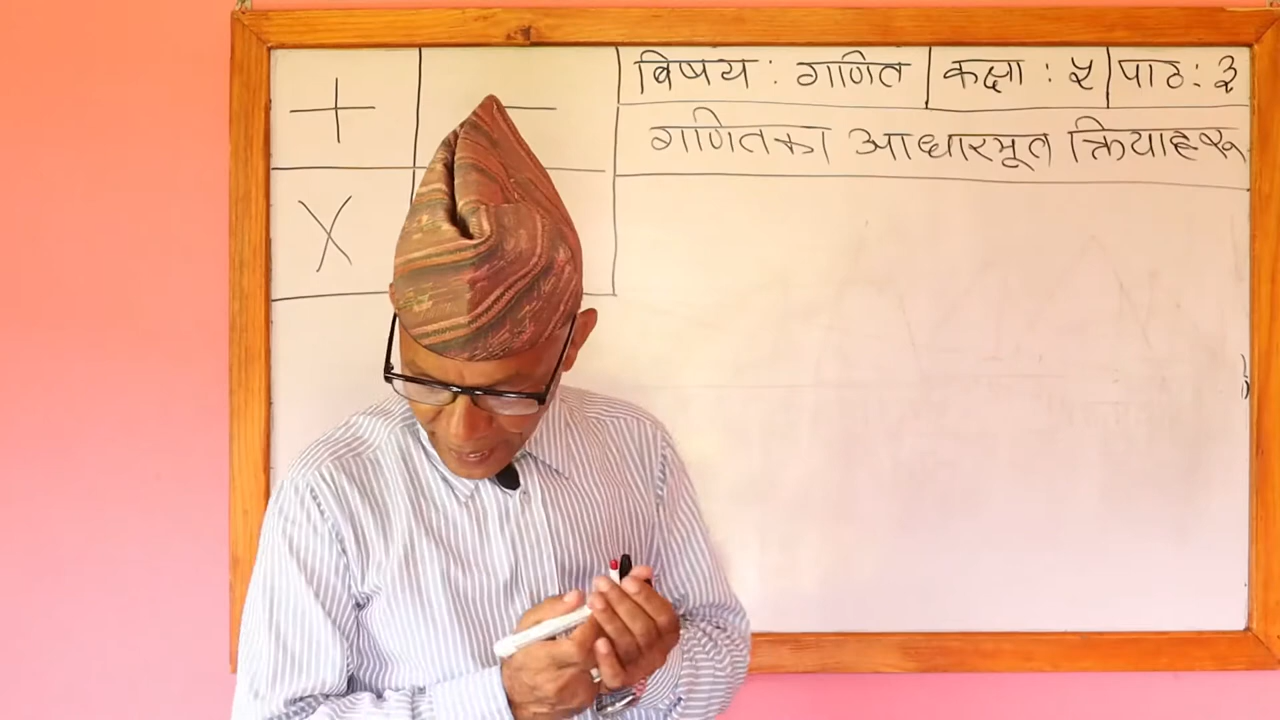 + −
विषय : गणित कक्षा : ५ पाठ : ३
गणितका आधारभूत क्रियाहरू
×